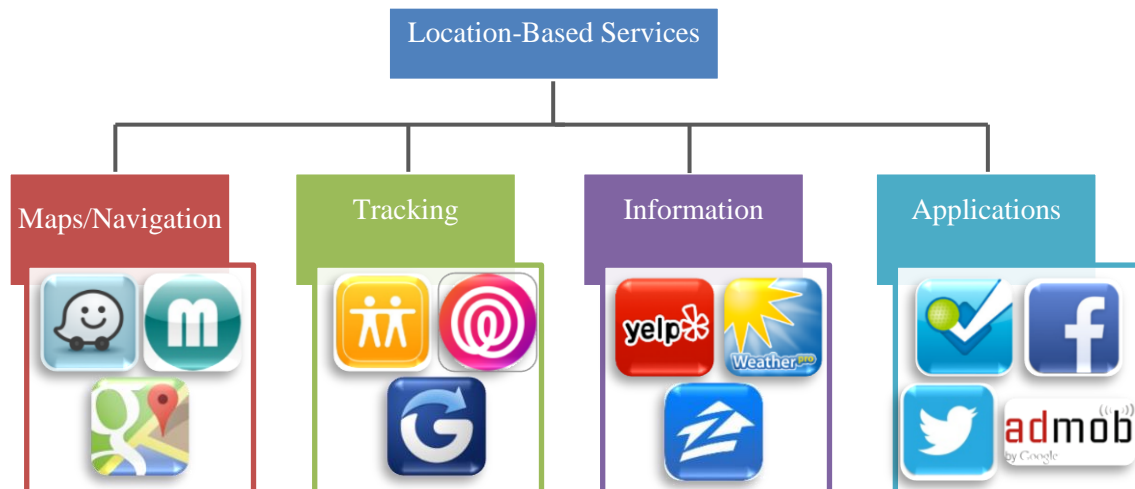 Location-Based Services
Maps/Navigation
Tracking
Information
Applications
m
g
G
yelp
Weather pro
Z
f
admob
by Google